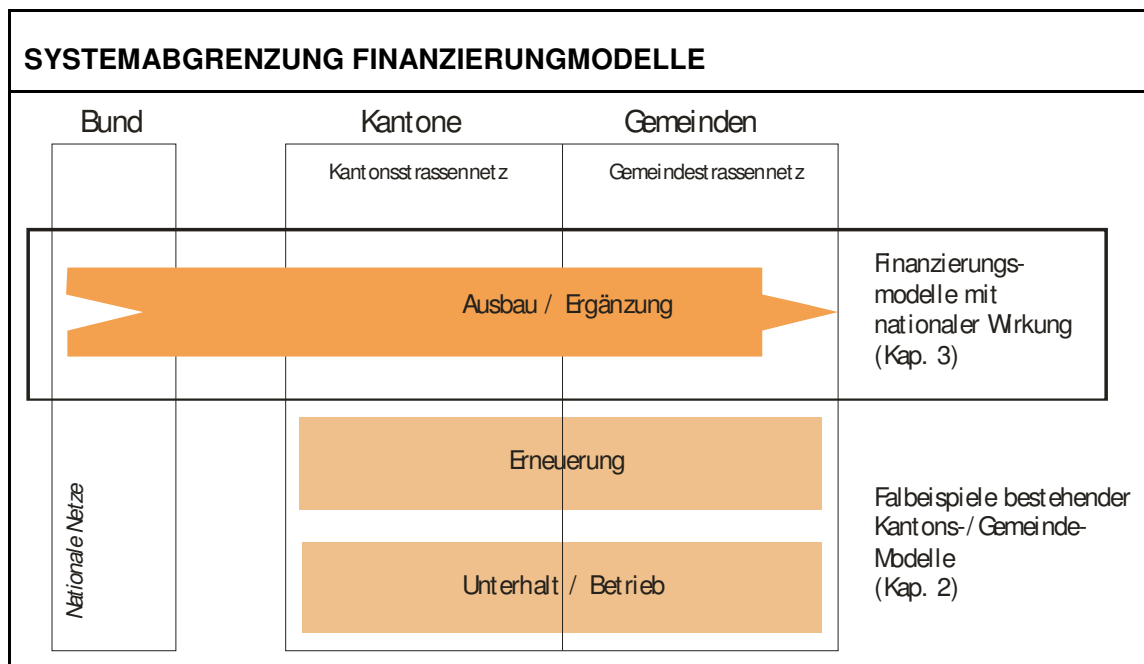 SYSTEMABGRENZUNG FINANZIERUNGMODELLE
Bund
Kantone
Gemeinden
Kantonsstrassennetz
Gemeindestrassennetz
Ausbau / Ergänzung
Finanzierungs-
modelle mit
nationaler Wirkung
(Kap. 3)
Erneuerung
Nationale Netze
Unterhalt / Betrieb
Falbeispiele bestehender
Kantons-/Gemeinde-
Modelle
(Kap. 2)